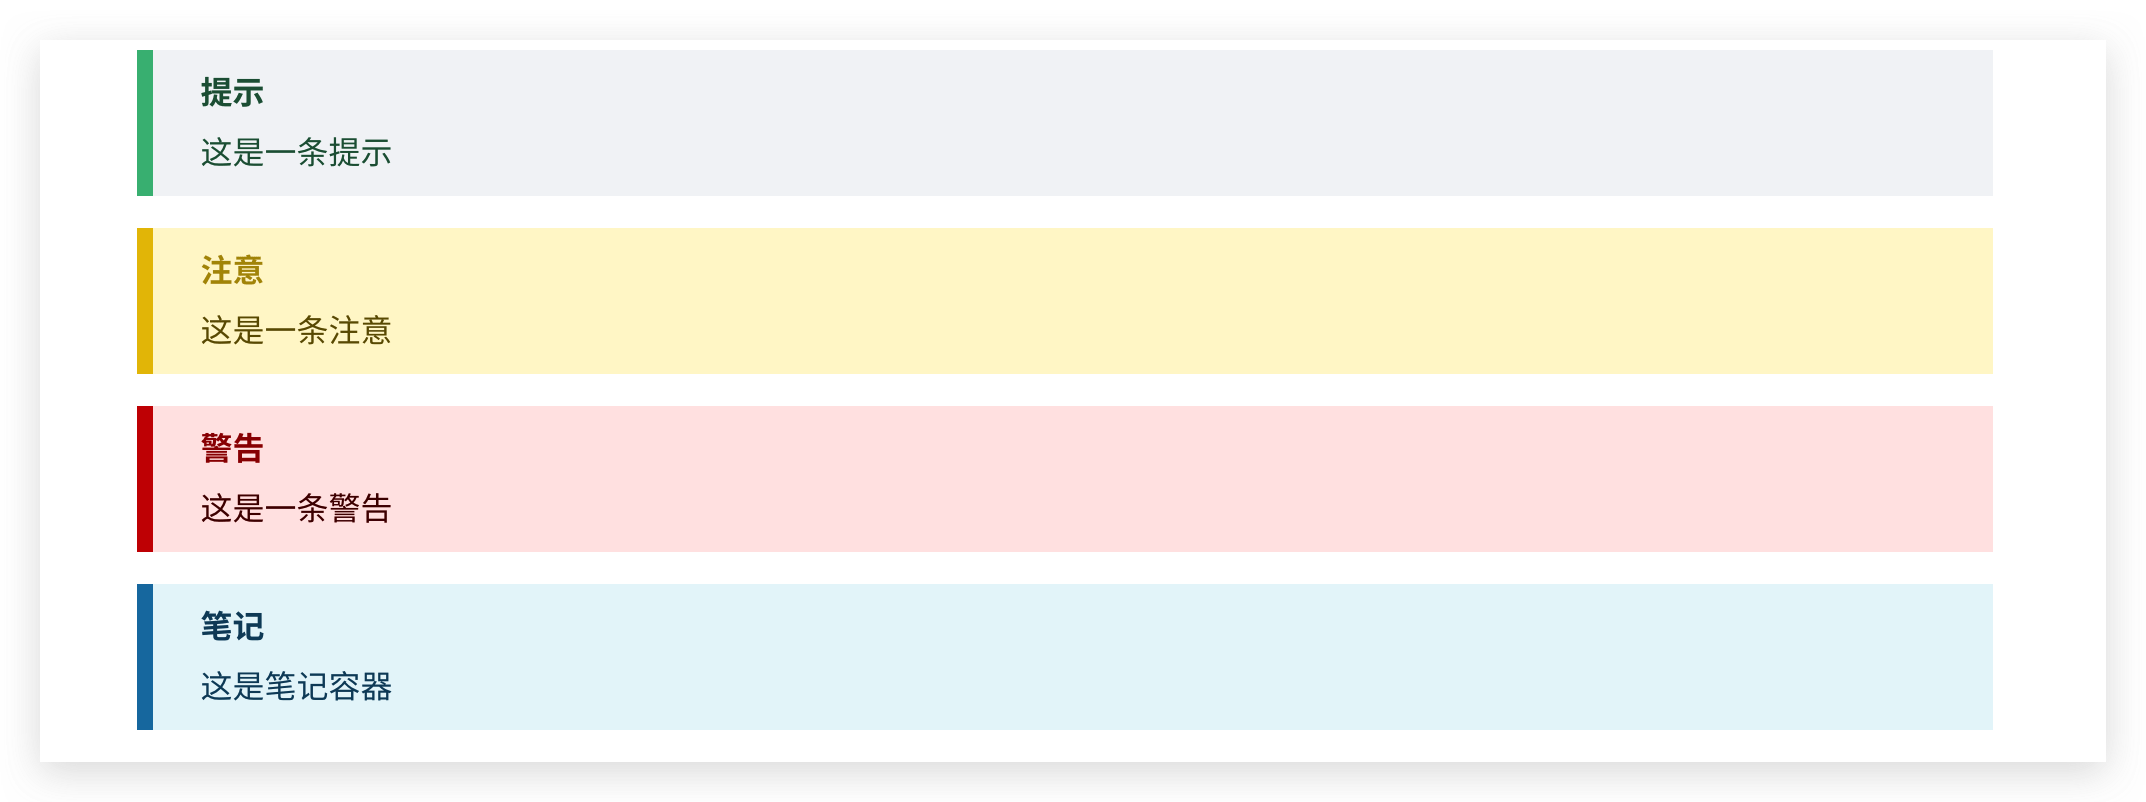 提示
这是一条提示
注意
这是一条注意
警告
这是一条警告
笔记
这是笔记容器